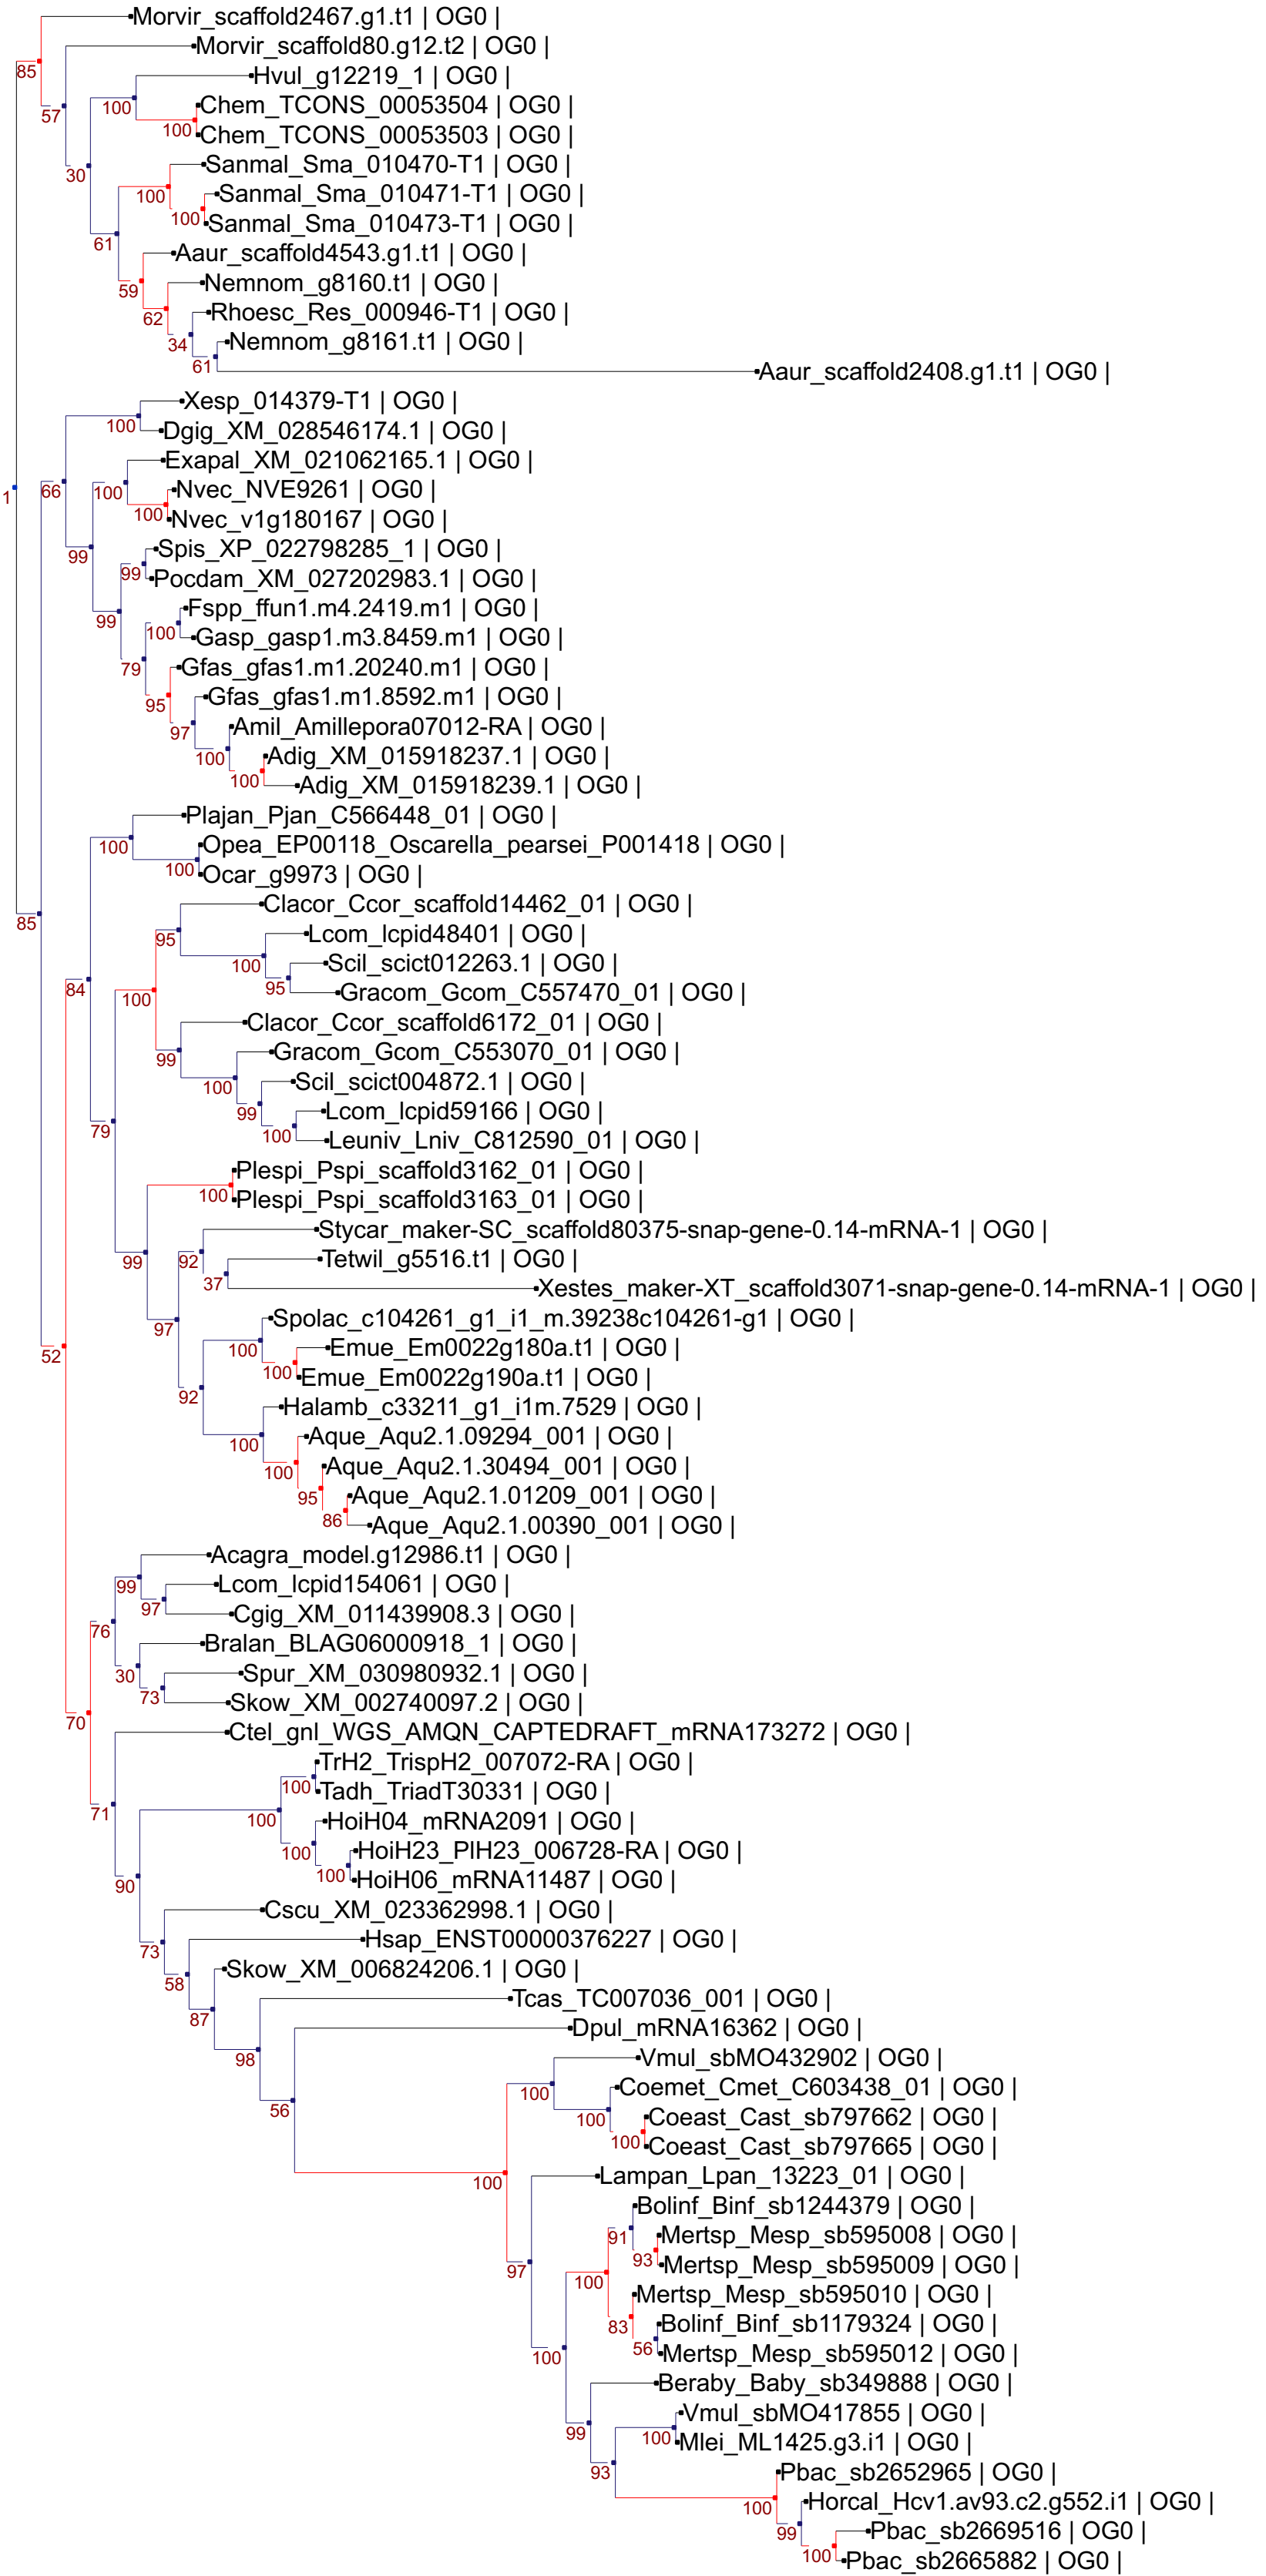 Morvir_scaffold2467.g1.t1 | OG0 |
Morvir_scaffold80.g12.t2 | OG0 |
85
Hvul_g12219_1 | OG0 |
100
57
Chem_TCONS_00053504 | OG0 |
100
Chem_TCONS_00053503 | OG0 |
Sanmal_Sma_010470-T1 | OG0 |
30
100
Sanmal_Sma_010471-T1 | OG0 |
100
Sanmal_Sma_010473-T1 | OG0 |
61
Aaur_scaffold4543.g1.t1 | OG0 |
59
Nemnom_g8160.t1 | OG0 |
62
Rhoesc_Res_000946-T1 | OG0 |
34
Nemnom_g8161.t1 | OG0 |
61
Aaur_scaffold2408.g1.t1 | OG0 |
Xesp_014379-T1 | OG0 |
100
Dgig_XM_028546174.1 | OG0 |
Exapal_XM_021062165.1 | OG0 |
1
66
100
Nvec_NVE9261 | OG0 |
100
Nvec_v1g180167 | OG0 |
99
Spis_XP_022798285_1 | OG0 |
99
Pocdam_XM_027202983.1 | OG0 |
99
Fspp_ffun1.m4.2419.m1 | OG0 |
100
Gasp_gasp1.m3.8459.m1 | OG0 |
79
Gfas_gfas1.m1.20240.m1 | OG0 |
95
Gfas_gfas1.m1.8592.m1 | OG0 |
97
Amil_Amillepora07012-RA | OG0 |
100
Adig_XM_015918237.1 | OG0 |
100
Adig_XM_015918239.1 | OG0 |
Plajan_Pjan_C566448_01 | OG0 |
100
Opea_EP00118_Oscarella_pearsei_P001418 | OG0 |
100
Ocar_g9973 | OG0 |
Clacor_Ccor_scaffold14462_01 | OG0 |
85
95
Lcom_lcpid48401 | OG0 |
100
Scil_scict012263.1 | OG0 |
84
100
95
Gracom_Gcom_C557470_01 | OG0 |
Clacor_Ccor_scaffold6172_01 | OG0 |
99
Gracom_Gcom_C553070_01 | OG0 |
100
Scil_scict004872.1 | OG0 |
99
Lcom_lcpid59166 | OG0 |
79
100
Leuniv_Lniv_C812590_01 | OG0 |
Plespi_Pspi_scaffold3162_01 | OG0 |
100
Plespi_Pspi_scaffold3163_01 | OG0 |
Stycar_maker-SC_scaffold80375-snap-gene-0.14-mRNA-1 | OG0 |
99
92
Tetwil_g5516.t1 | OG0 |
37
Xestes_maker-XT_scaffold3071-snap-gene-0.14-mRNA-1 | OG0 |
97
Spolac_c104261_g1_i1_m.39238c104261-g1 | OG0 |
52
100
Emue_Em0022g180a.t1 | OG0 |
100
Emue_Em0022g190a.t1 | OG0 |
92
Halamb_c33211_g1_i1m.7529 | OG0 |
100
Aque_Aqu2.1.09294_001 | OG0 |
100
Aque_Aqu2.1.30494_001 | OG0 |
95
Aque_Aqu2.1.01209_001 | OG0 |
86
Aque_Aqu2.1.00390_001 | OG0 |
Acagra_model.g12986.t1 | OG0 |
99
Lcom_lcpid154061 | OG0 |
97
Cgig_XM_011439908.3 | OG0 |
76
Bralan_BLAG06000918_1 | OG0 |
30
Spur_XM_030980932.1 | OG0 |
73
Skow_XM_002740097.2 | OG0 |
70
Ctel_gnl_WGS_AMQN_CAPTEDRAFT_mRNA173272 | OG0 |
TrH2_TrispH2_007072-RA | OG0 |
100
Tadh_TriadT30331 | OG0 |
71
100
HoiH04_mRNA2091 | OG0 |
100
HoiH23_PlH23_006728-RA | OG0 |
100
HoiH06_mRNA11487 | OG0 |
90
Cscu_XM_023362998.1 | OG0 |
73
Hsap_ENST00000376227 | OG0 |
58
Skow_XM_006824206.1 | OG0 |
87
Tcas_TC007036_001 | OG0 |
98
Dpul_mRNA16362 | OG0 |
Vmul_sbMO432902 | OG0 |
56
100
Coemet_Cmet_C603438_01 | OG0 |
100
Coeast_Cast_sb797662 | OG0 |
100
Coeast_Cast_sb797665 | OG0 |
100
Lampan_Lpan_13223_01 | OG0 |
Bolinf_Binf_sb1244379 | OG0 |
91
Mertsp_Mesp_sb595008 | OG0 |
97
93
Mertsp_Mesp_sb595009 | OG0 |
100
Mertsp_Mesp_sb595010 | OG0 |
83
Bolinf_Binf_sb1179324 | OG0 |
100
56
Mertsp_Mesp_sb595012 | OG0 |
Beraby_Baby_sb349888 | OG0 |
99
Vmul_sbMO417855 | OG0 |
100
Mlei_ML1425.g3.i1 | OG0 |
93
Pbac_sb2652965 | OG0 |
100
Horcal_Hcv1.av93.c2.g552.i1 | OG0 |
99
Pbac_sb2669516 | OG0 |
100
Pbac_sb2665882 | OG0 |